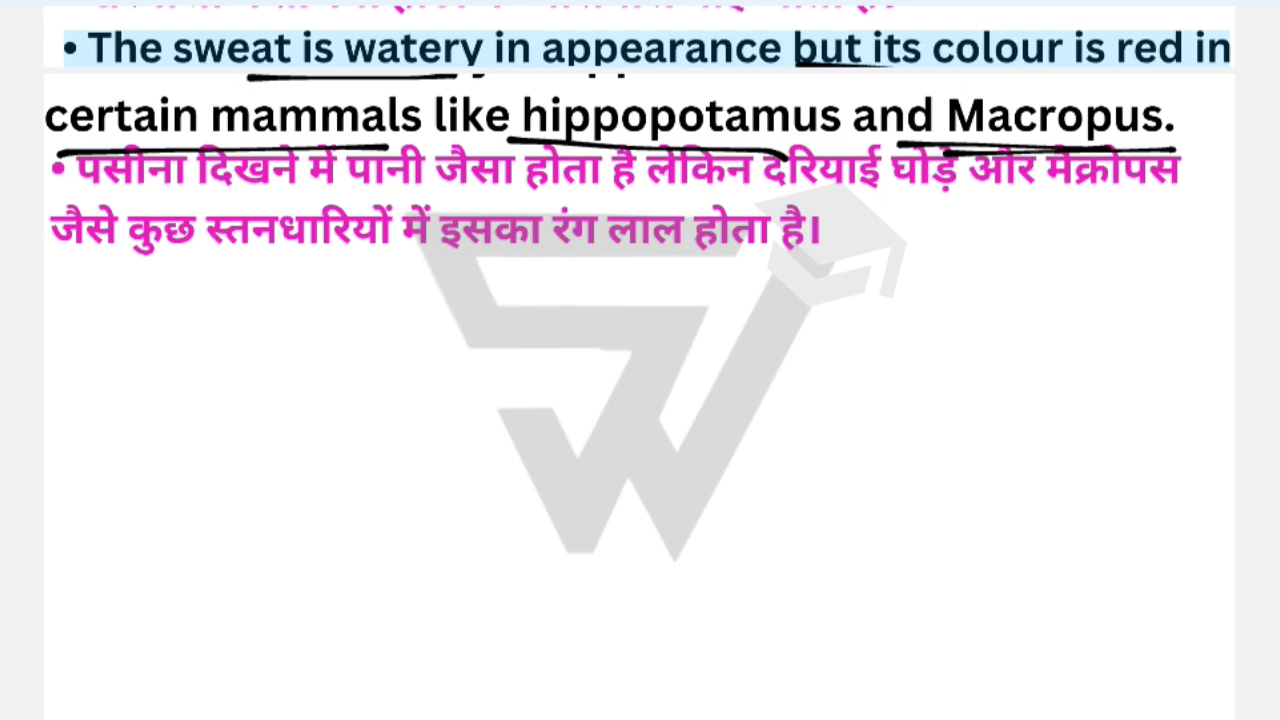 • The sweat is watery in appearance but its colour is red in
certain mammals like hippopotamus and Macropus.
• पसीना दिखने में पानी जैसा होता है लेकिन दरियाई घोड़े और मैक्रोपस
जैसे कुछ स्तनधारियों में इसका रंग लाल होता है।